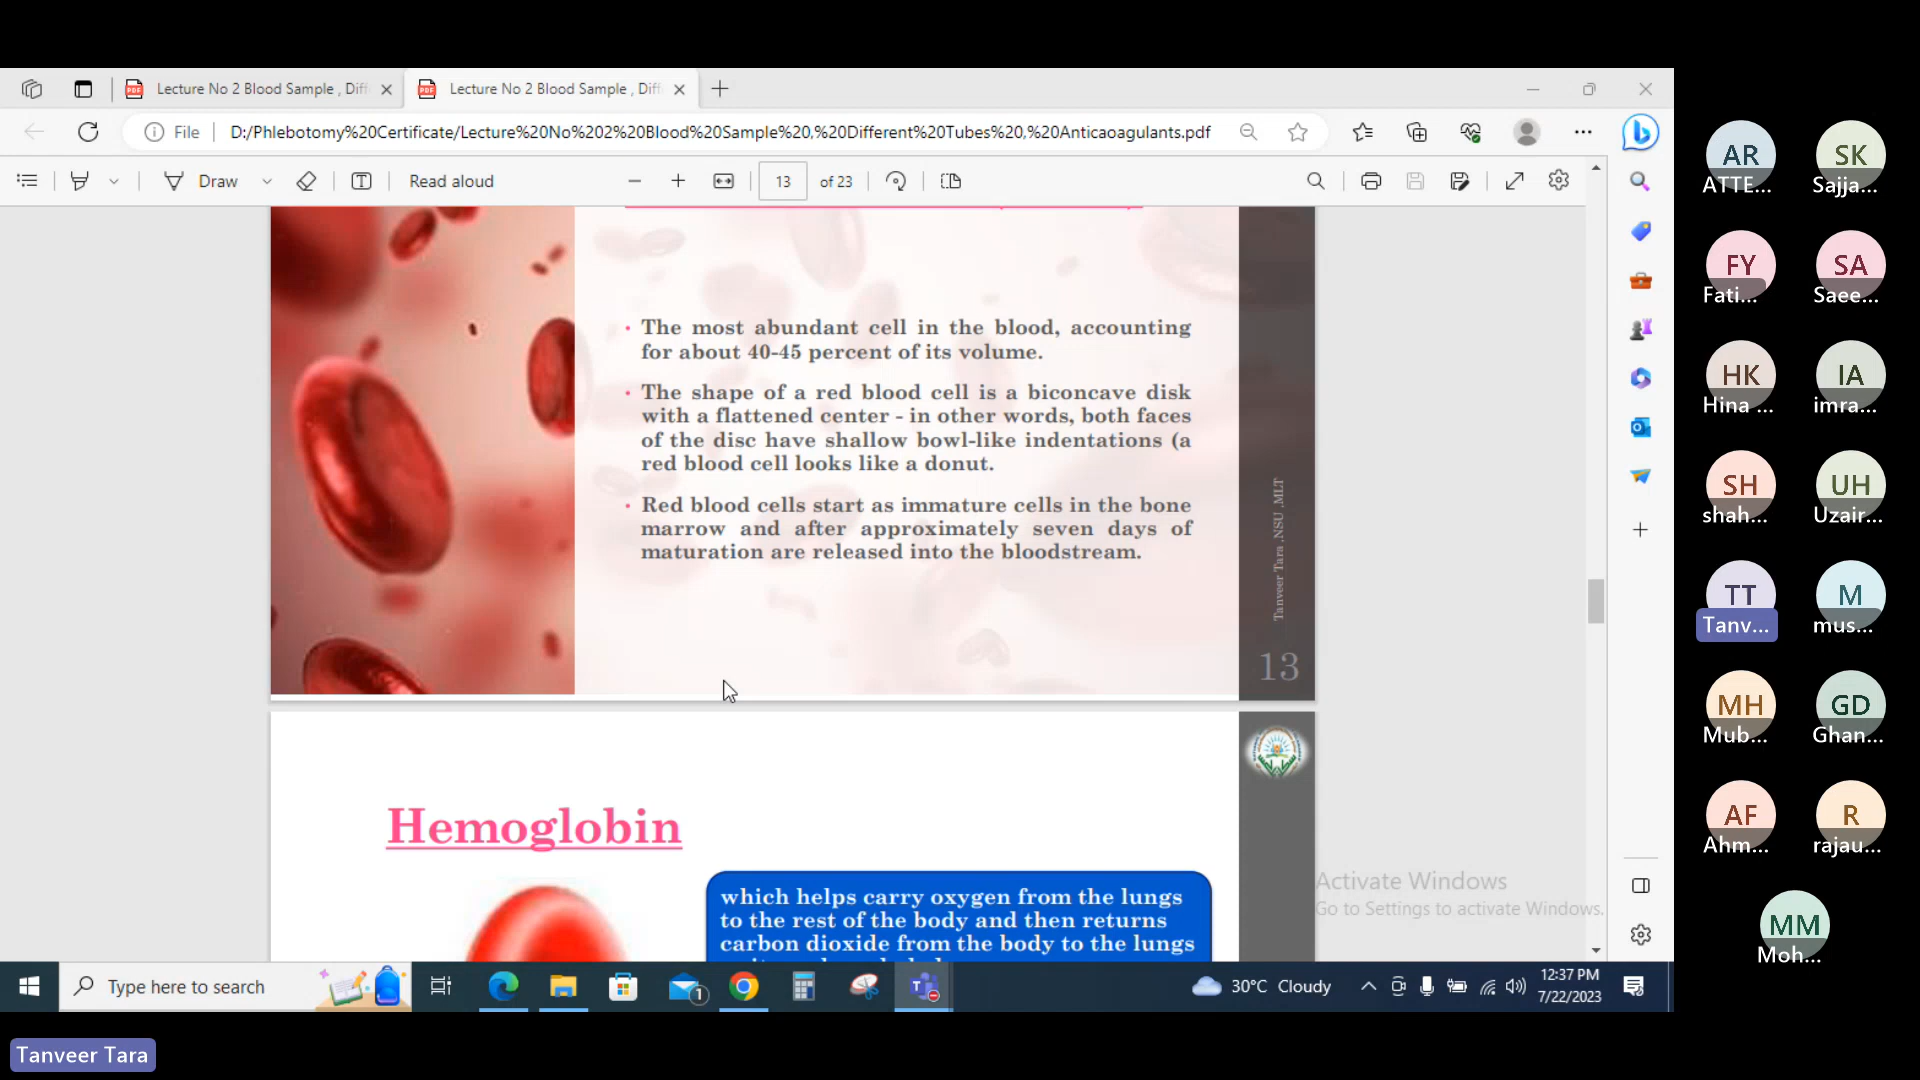 Lecture No 2 Blood Sample , Diff
Lecture No 2 Blood Sample , Diff
File
D:/Phlebotomy%20Certificate/Lecture%20No%202%20Blood%20Sample%20,%20Different%20Tubes%20,%20Anticaoagulants.pdf
Draw
Read aloud
13
of 23
The most abundant cell in the blood, accounting
for about 40-45 percent of its volume.
The shape of a red blood cell is a biconcave disk
with a flattened center - in other words, both faces
of the disc have shallow bowl-like indentations (a
red blood cell looks like a donut.
Red blood cells start as immature cells in the bone
marrow and after approximately seven days of
maturation are released into the bloodstream.
Tanveer Tara ,NSU ,MLT
13
Hemoglobin
which helps carry oxygen from the lungs
to the rest of the body and then returns
carbon dioxide from the body to the lungs
Activate Windows
Go to Settings to activate Windows.
Type here to search
1
30°C Cloudy
12:37 PM
7/22/2023
AR
ATTE...
SK
Sajja...
FY
Fati...
SA
Saee...
HK
Hina ...
IA
imra...
SH
shah...
UH
Uzair...
TT
Tanv...
M
mus...
MH
Mub...
GD
Ghan...
AF
Ahm...
R
rajau...
MM
Moh...
Tanveer Tara